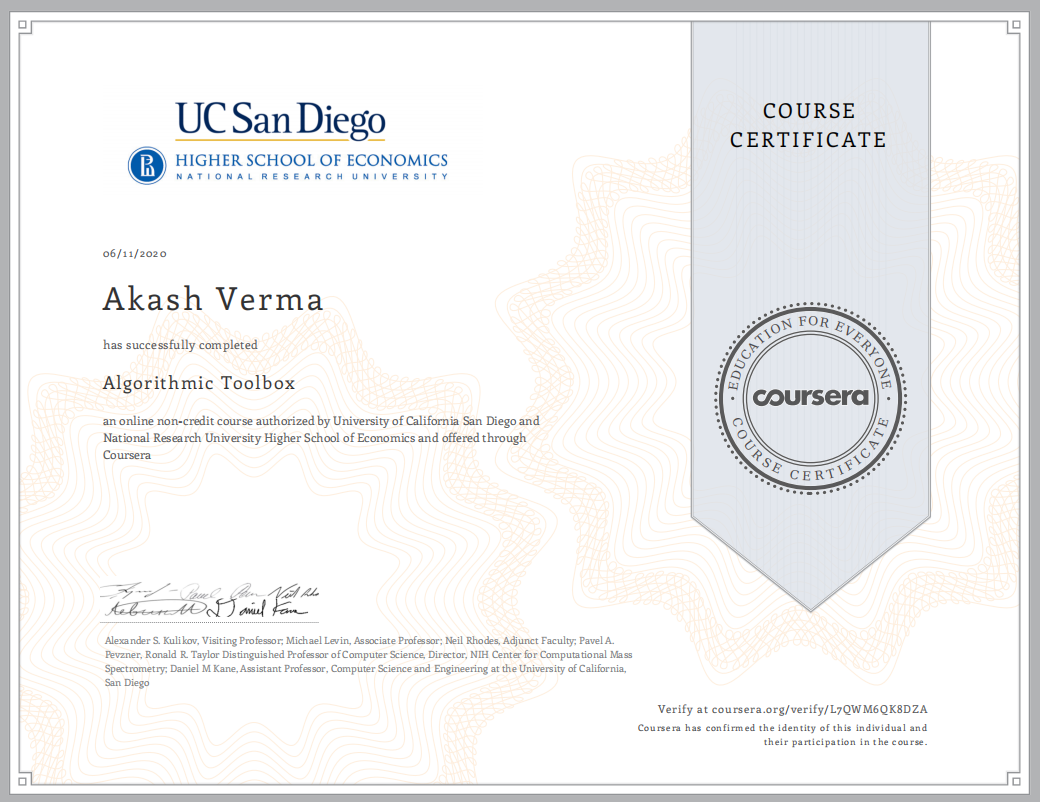 UC San Diego
HIGHER SCHOOL OF ECONOMICS
NATIONAL RESEARCH UNIVERSITY
COURSE
CERTIFICATE
06/11/2020
Akash Verma
has successfully completed
Algorithmic Toolbox
an online non-credit course authorized by University of California San Diego and
National Research University Higher School of Economics and offered through
Coursera
EDUCATION FOR EVERYONE
coursera
COURSE CERTIFICATE
Daniel Kane
Alexander S. Kulikov, Visiting Professor; Michael Levin, Associate Professor; Neil Rhodes, Adjunct Faculty; Pavel A.
Pevzner, Ronald R. Taylor Distinguished Professor of Computer Science, Director, NIH Center for Computational Mass
Spectrometry; Daniel M Kane, Assistant Professor, Computer Science and Engineering at the University of California,
San Diego
Verify at coursera.org/verify/L7QWM6QK8DZA
Coursera has confirmed the identity of this individual and
their participation in the course.